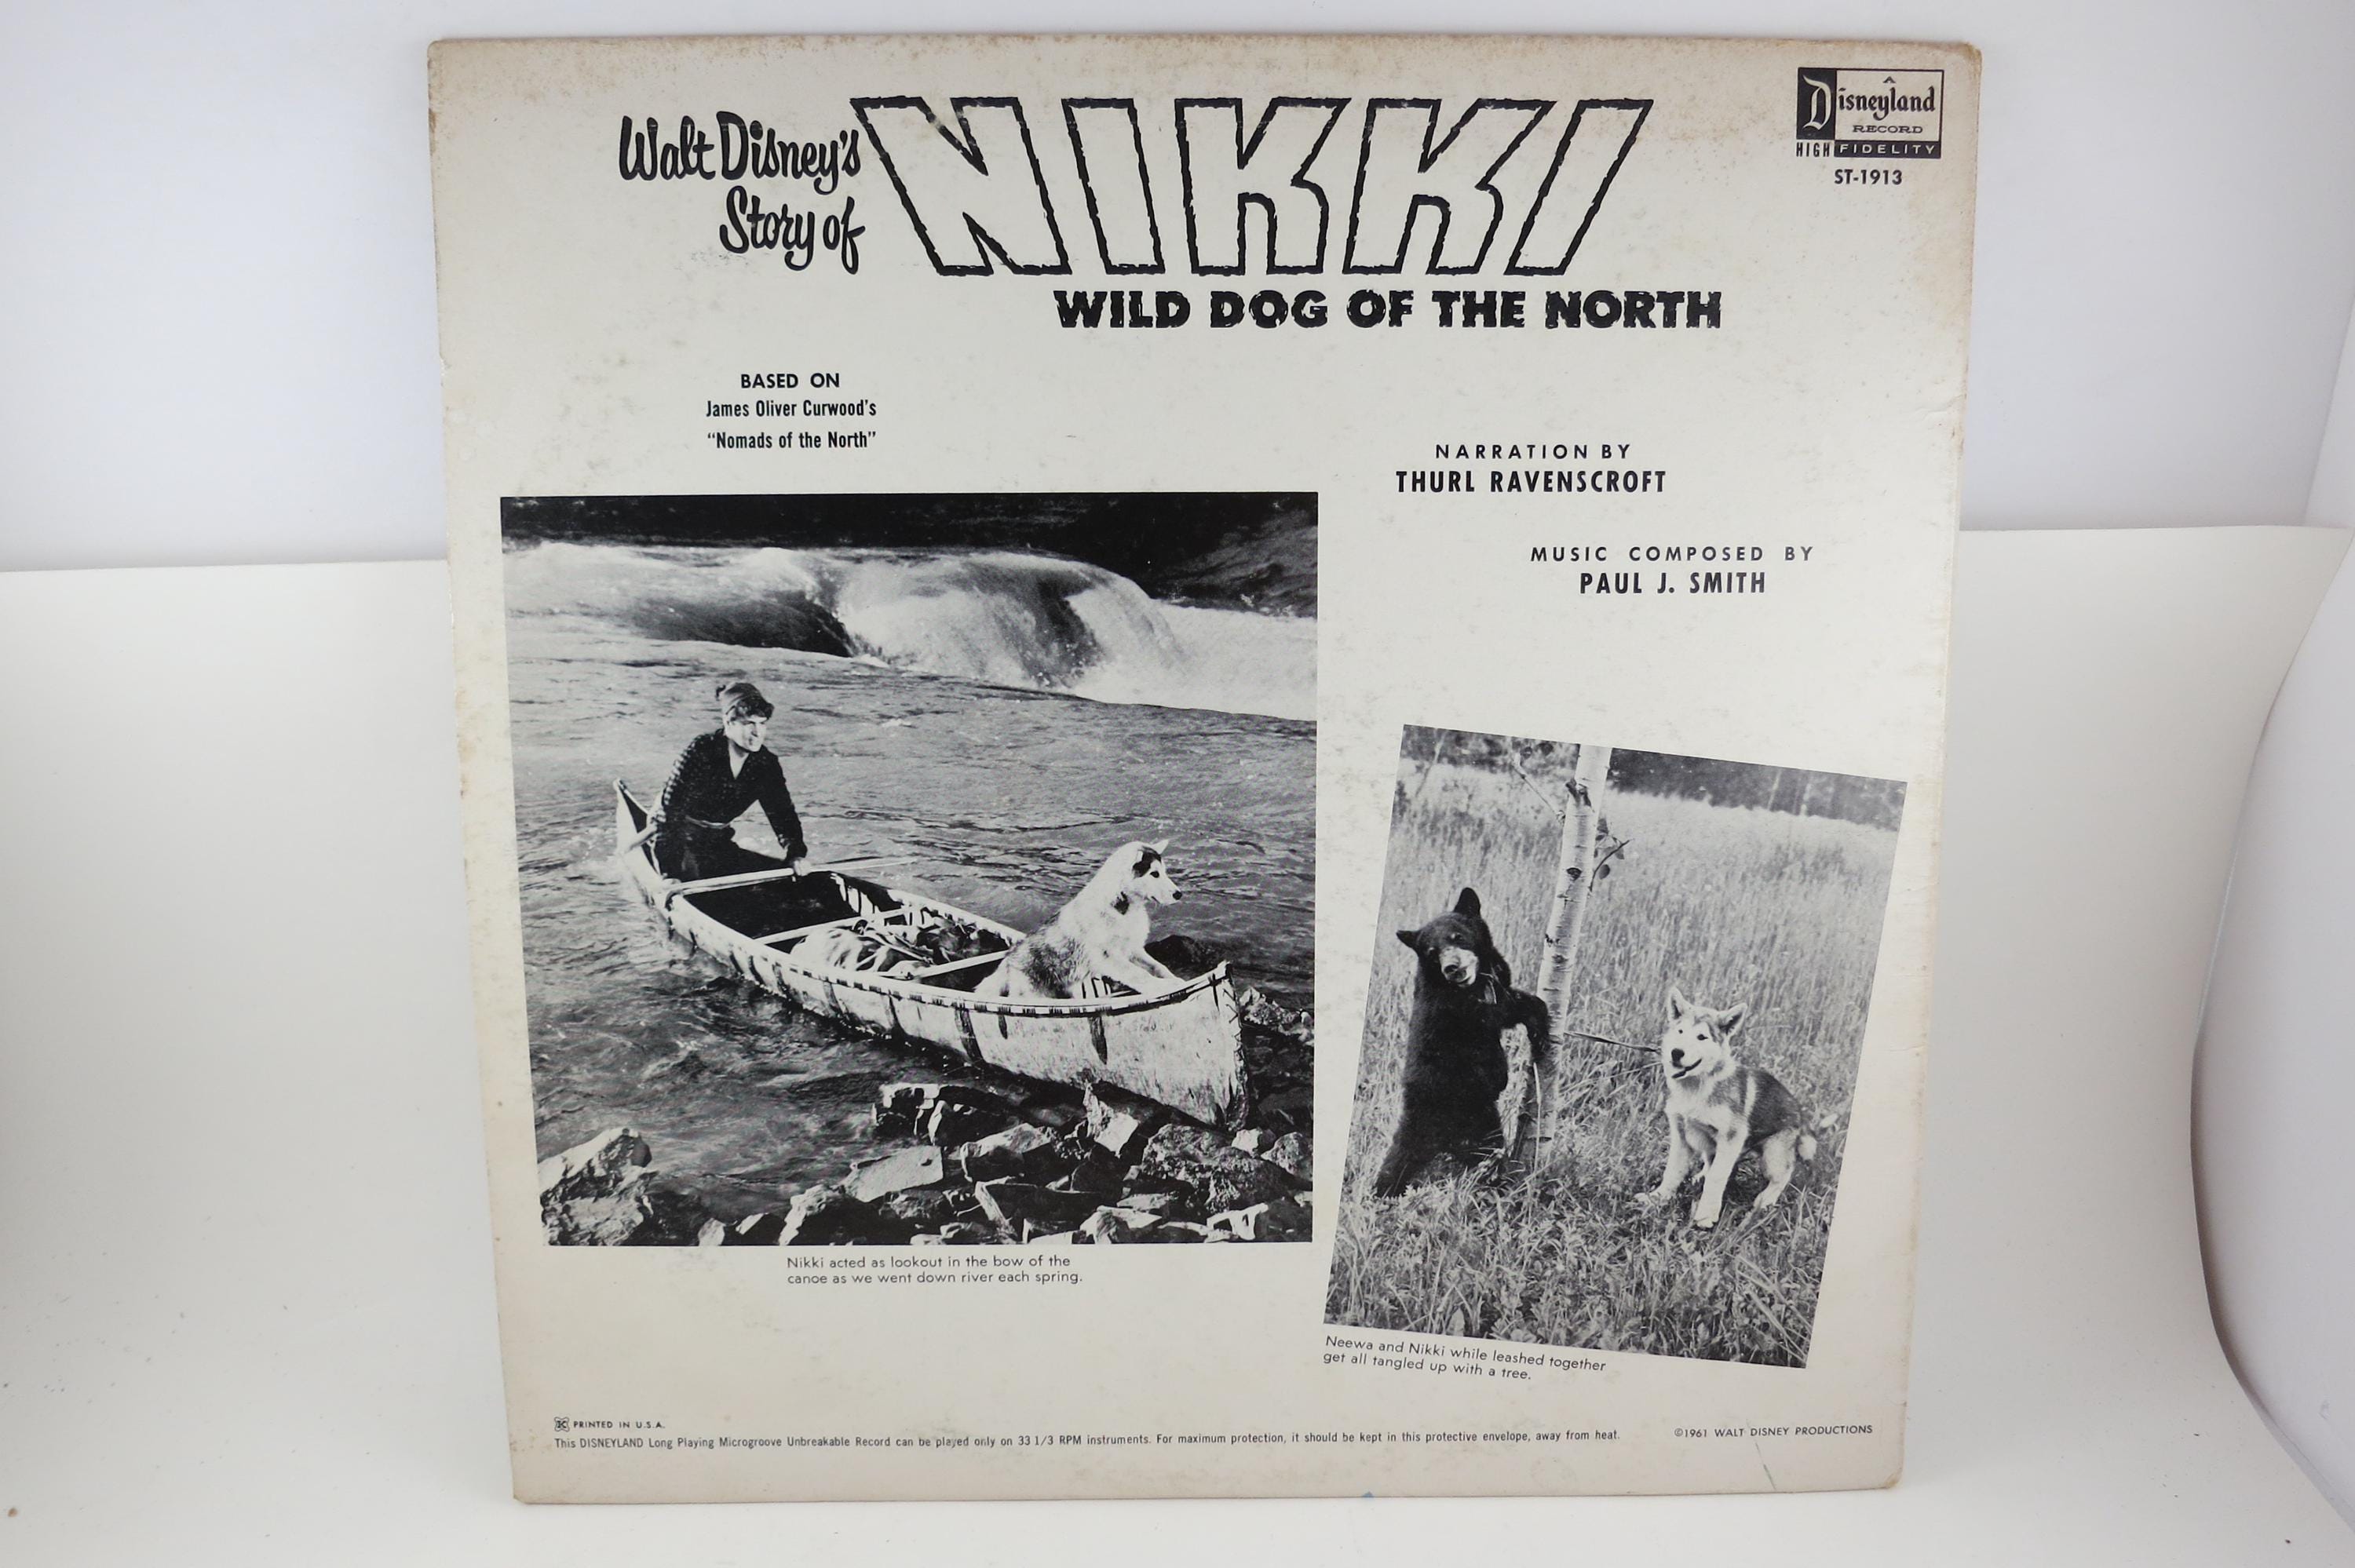 Walt Disney's
Story of
NIKKI
WILD DOG OF THE NORTH
Disneyland
RECORD
HIGH FIDELITY
ST-1913
BASED ON
James Oliver Curwood's
"Nomads of the North"
NARRATION BY
THURL RAVENSCROFT
MUSIC COMPOSED BY
PAUL J. SMITH
Nikki acted as lookout in the bow of the
canoe as we went down river each spring.
Neewa and Nikki while leashed together
get all tangled up with a tree.
PRINTED IN U.S.A.
This DISNEYLAND Long Playing Microgroove Unbreakable Record can be played only on 33 1/3 RPM instruments. For maximum protection, it should be kept in this protective envelope, away from heat.
©1961 WALT DISNEY PRODUCTIONS